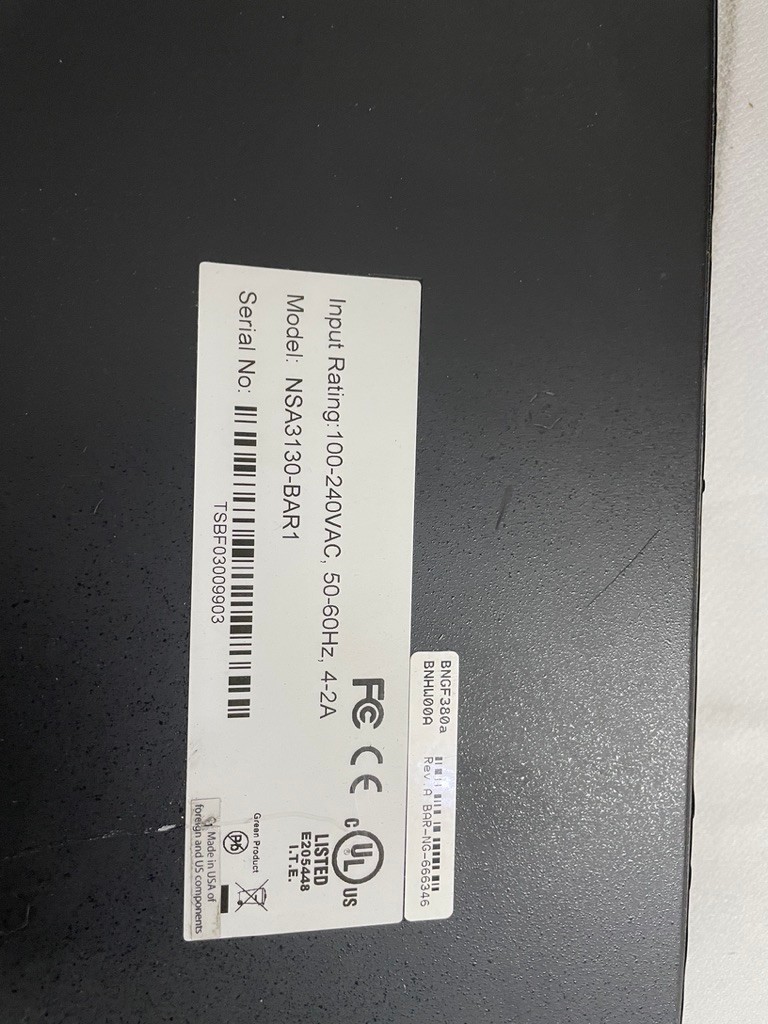 BNGF380a
BNHW00A Rev.A BAR-NG-666346
Input Rating:100-240VAC, 50-60Hz, 4-2A
Model: NSA3130-BAR1
Serial No:
TSBF03009903
FC CE
C UL US
®
LISTED
E205448
I.T.E.
Green Product
Pb
Made in USA of
foreign and US components